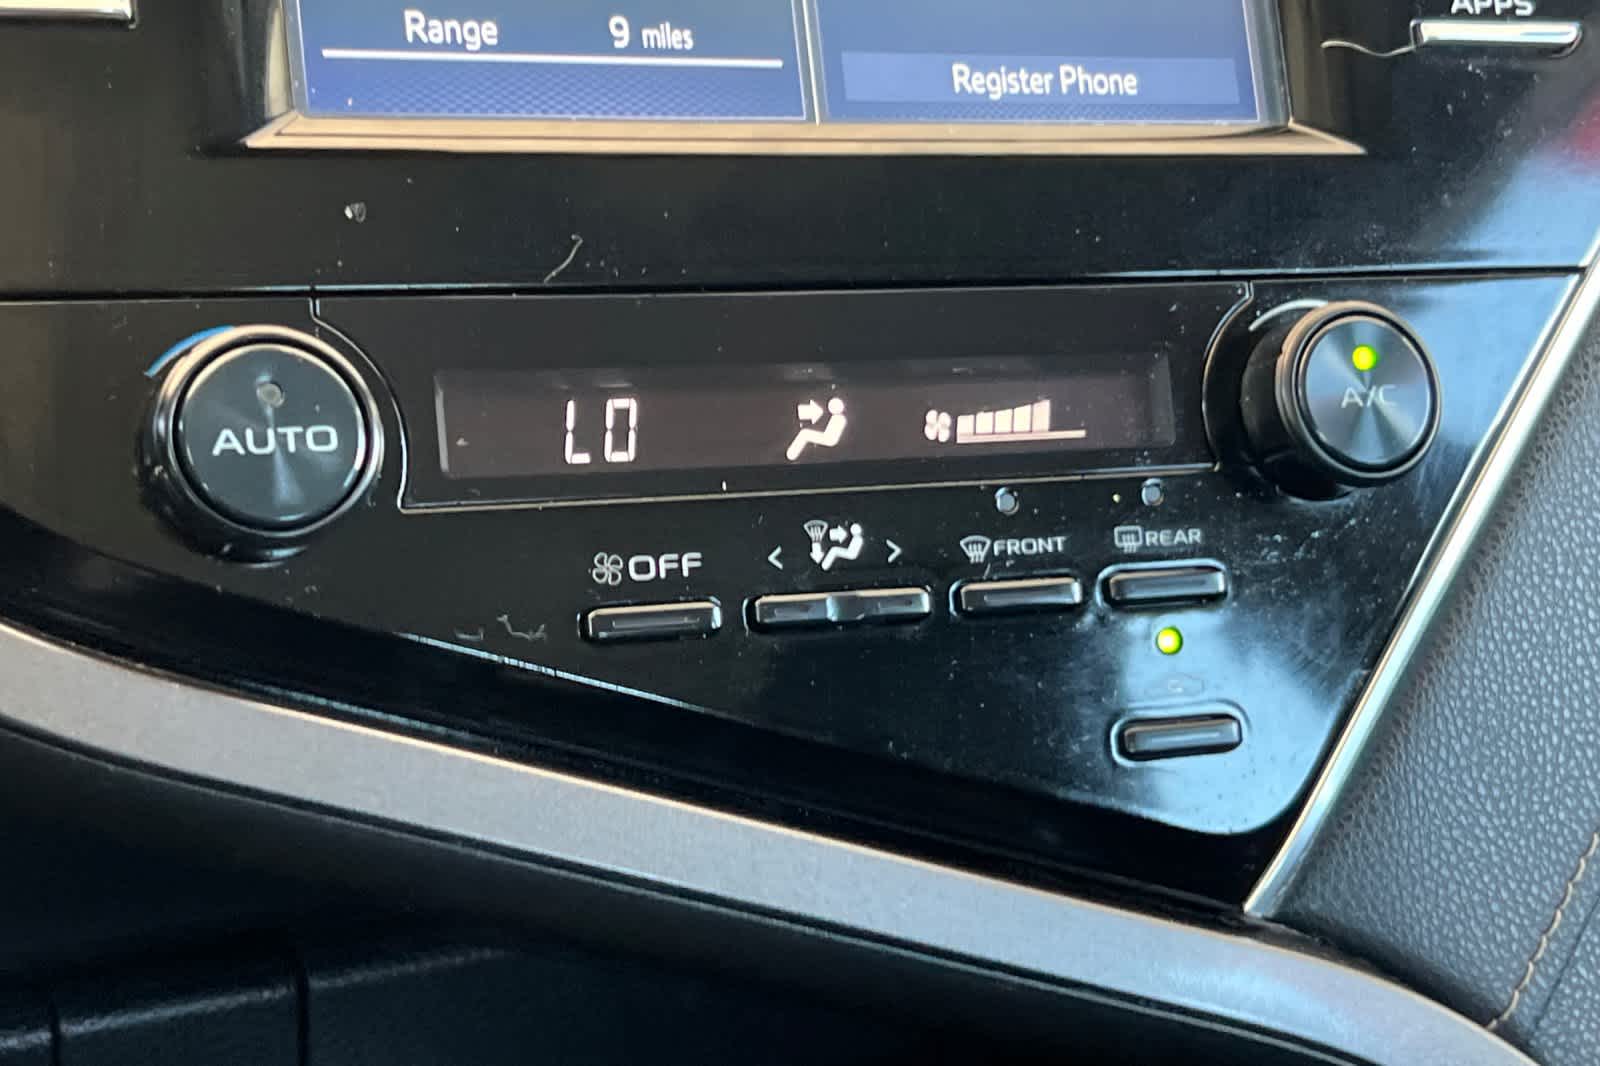 APPS
Range 9 miles
Register Phone
AUTO
LO
A/C
OFF
< >
FRONT
REAR